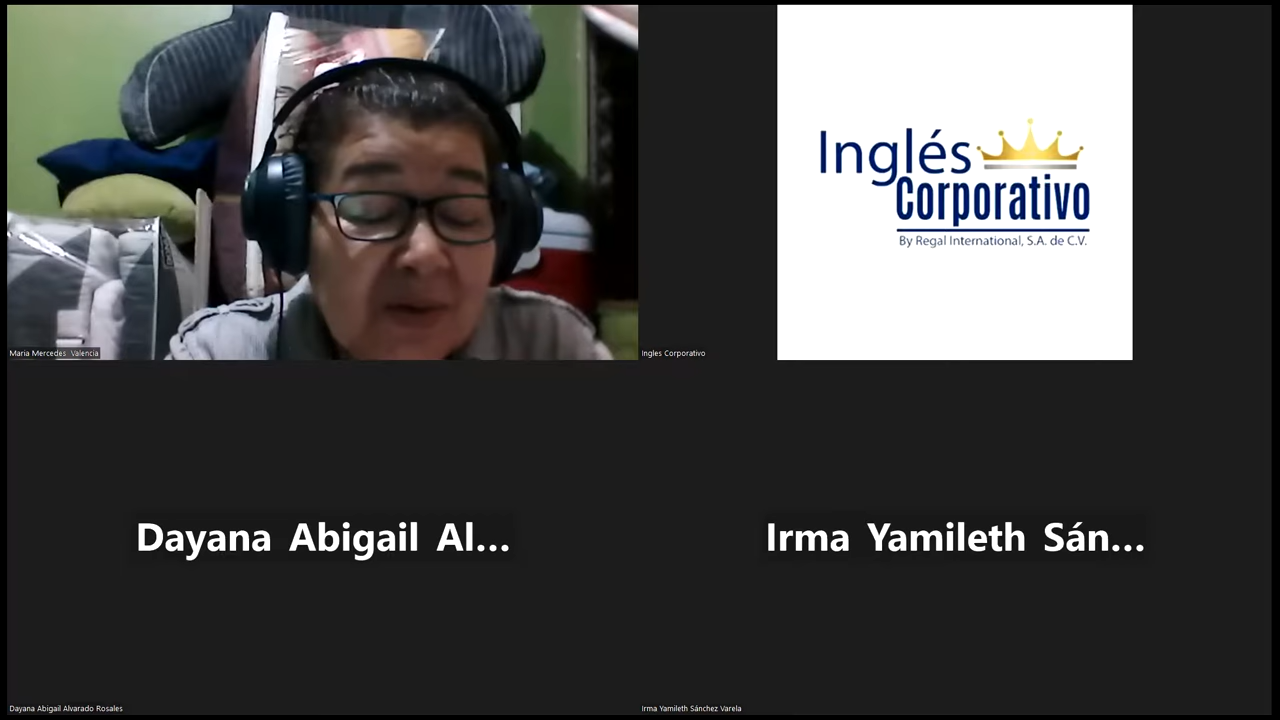 Maria Mercedes Valencia
Inglés
Corporativo
By Regal International, S.A. de C.V.
Ingles Corporativo
Dayana Abigail Al...
Irma Yamileth Sán...
Dayana Abigail Alvarado Rosales
Irma Yamileth Sánchez Varela